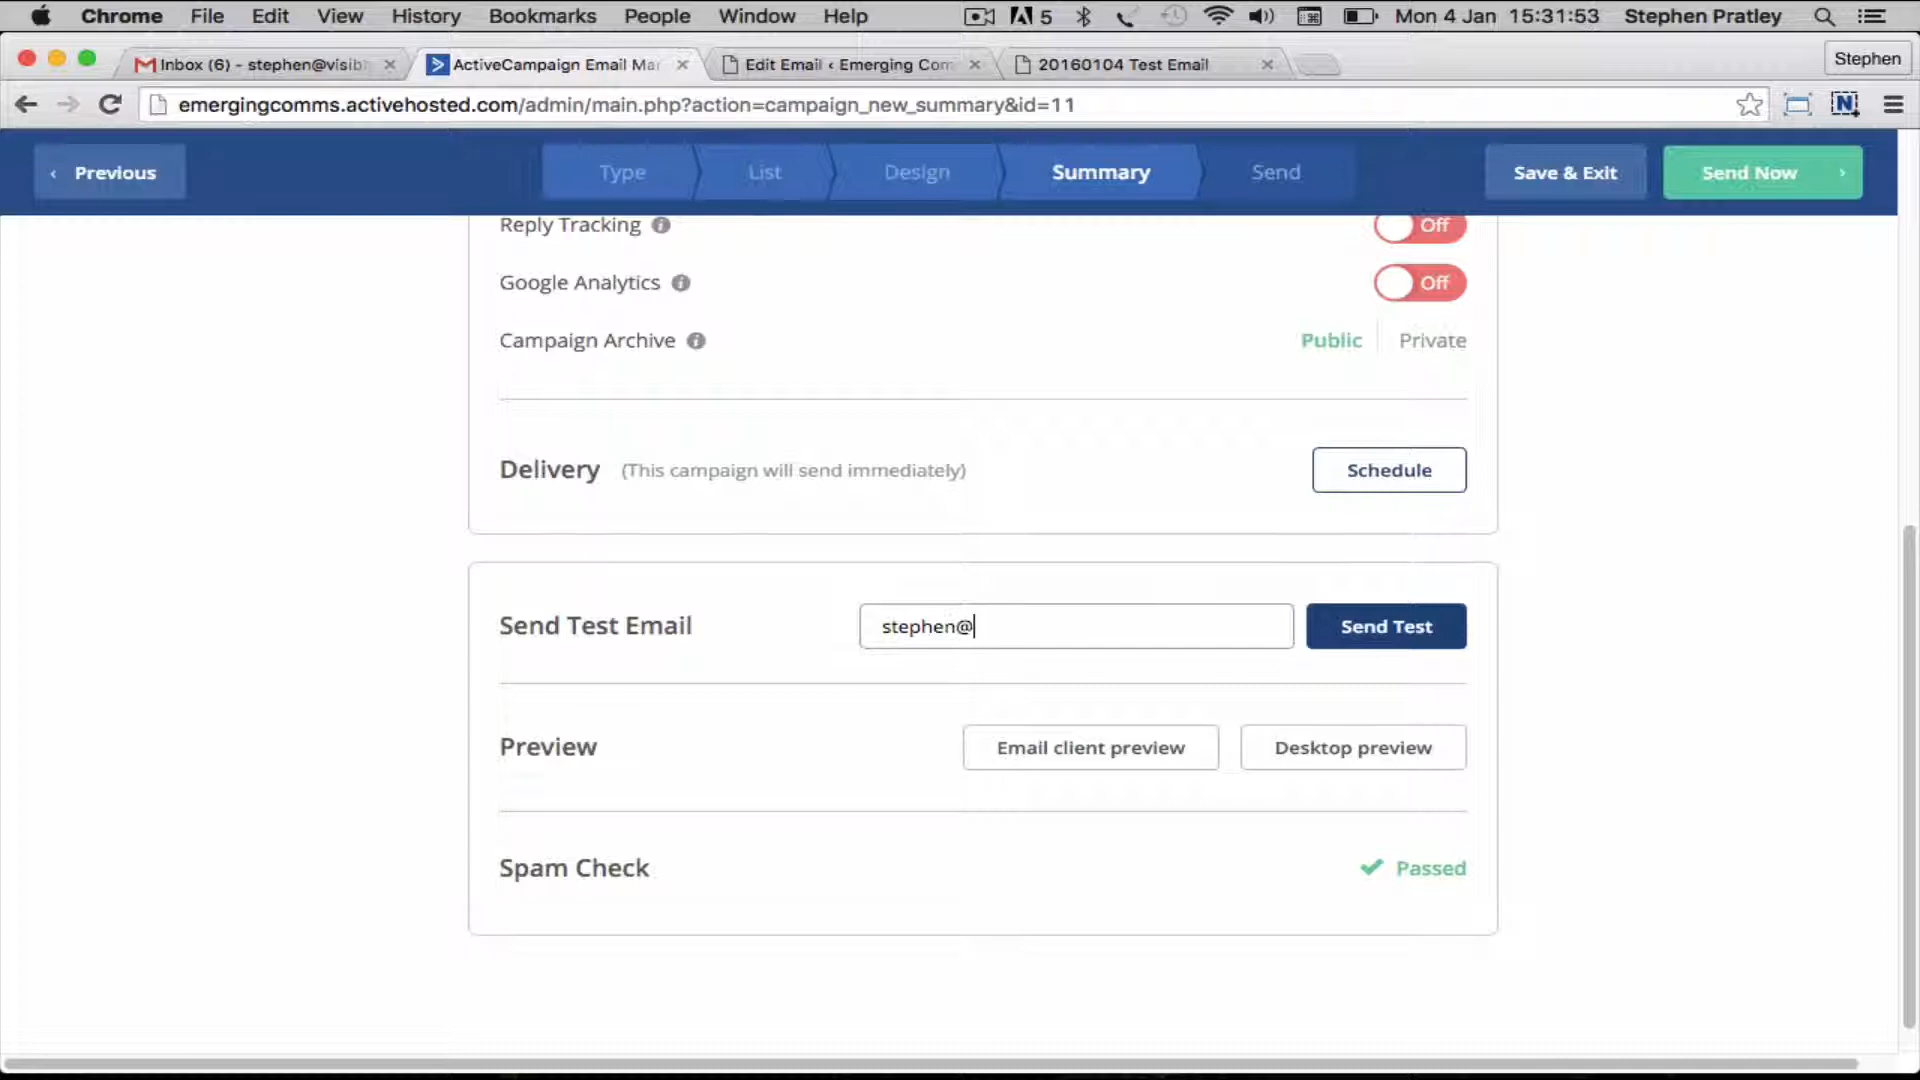 Chrome File Edit View History Bookmarks People Window Help 5 Mon 4 Jan 15:31:53 Stephen Pratley
Inbox (6) - stephen@visibl ActiveCampaign Email Mar Edit Email ‹ Emerging Com 20160104 Test Email Stephen
emergingcomms.activehosted.com/admin/main.php?action=campaign_new_summary&id=11
‹ Previous Type List Design Summary Send Save & Exit Send Now ›
Reply Tracking Off
Google Analytics Off
Campaign Archive Public Private
Delivery (This campaign will send immediately) Schedule
Send Test Email stephen@ Send Test
Preview Email client preview Desktop preview
Spam Check Passed